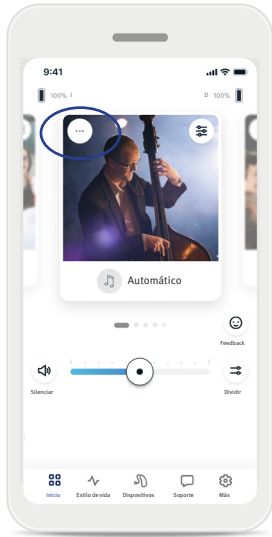 9:41
100% I
D 100%
...
Automático
Feedback
Silenciar
Dividir
Inicio
Estilo de vida
Dispositivos
Soporte
Más